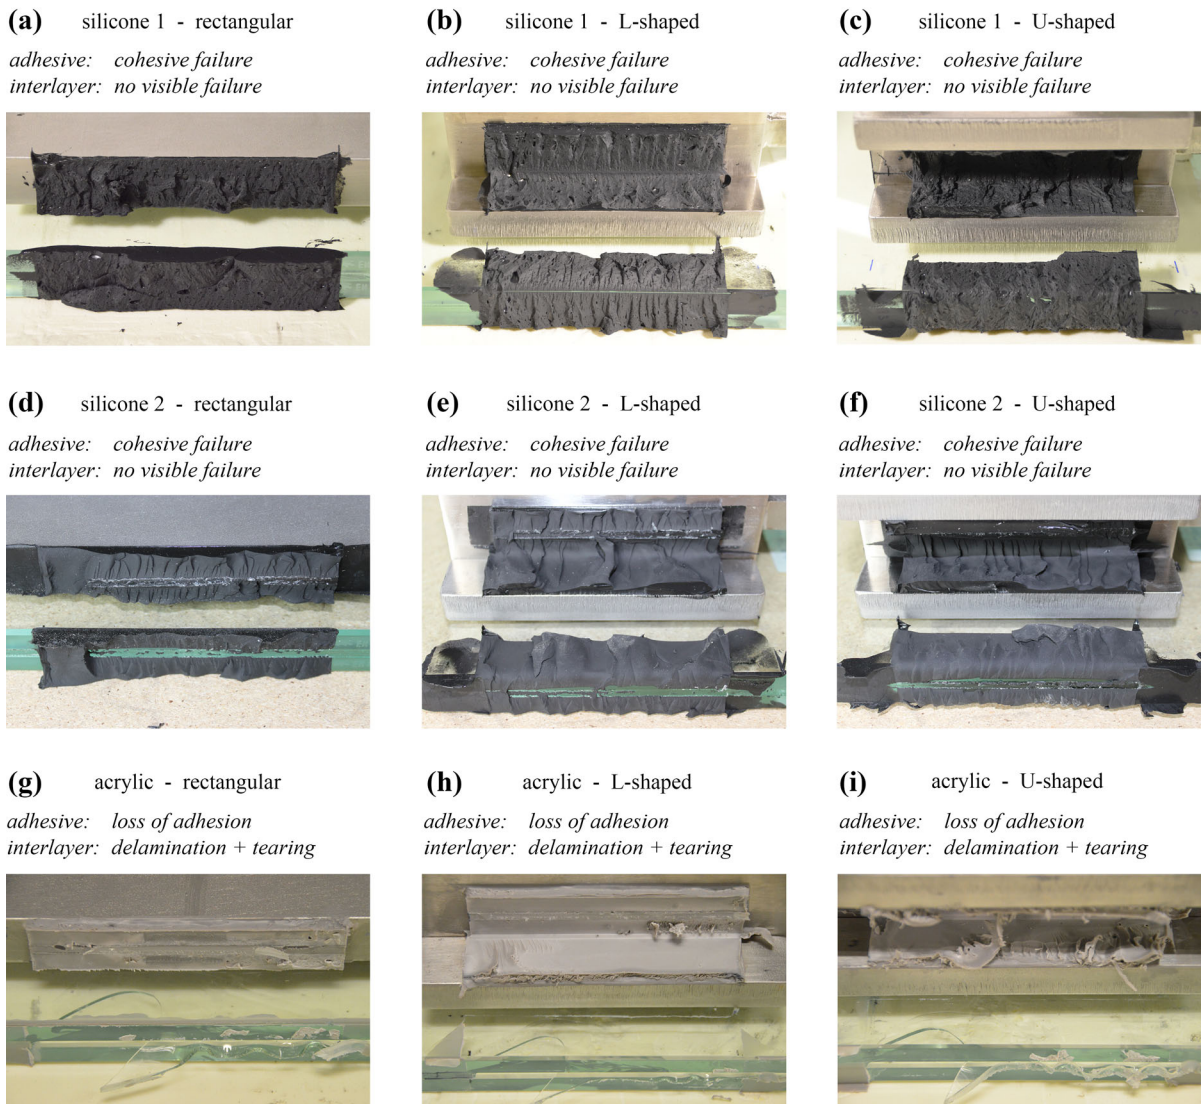 (a) silicone 1 - rectangular
adhesive: cohesive failure
interlayer: no visible failure
(b) silicone 1 - L-shaped
adhesive: cohesive failure
interlayer: no visible failure
(c) silicone 1 - U-shaped
adhesive: cohesive failure
interlayer: no visible failure
(d) silicone 2 - rectangular
adhesive: cohesive failure
interlayer: no visible failure
(e) silicone 2 - L-shaped
adhesive: cohesive failure
interlayer: no visible failure
(f) silicone 2 - U-shaped
adhesive: cohesive failure
interlayer: no visible failure
(g) acrylic - rectangular
adhesive: loss of adhesion
interlayer: delamination + tearing
(h) acrylic - L-shaped
adhesive: loss of adhesion
interlayer: delamination + tearing
(i) acrylic - U-shaped
adhesive: loss of adhesion
interlayer: delamination + tearing